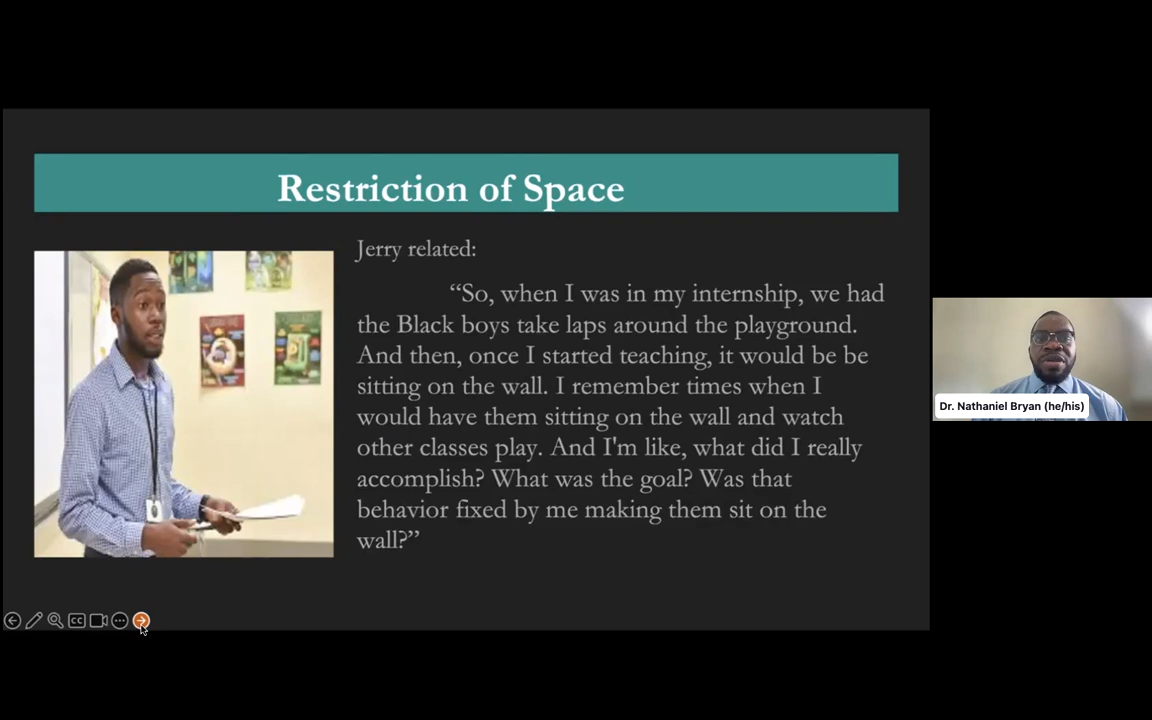 Restriction of Space
Jerry related:
“So, when I was in my internship, we had
the Black boys take laps around the playground.
And then, once I started teaching, it would be be
sitting on the wall. I remember times when I
would have them sitting on the wall and watch
other classes play. And I'm like, what did I really
accomplish? What was the goal? Was that
behavior fixed by me making them sit on the
wall?”
Dr. Nathaniel Bryan (he/his)
CC